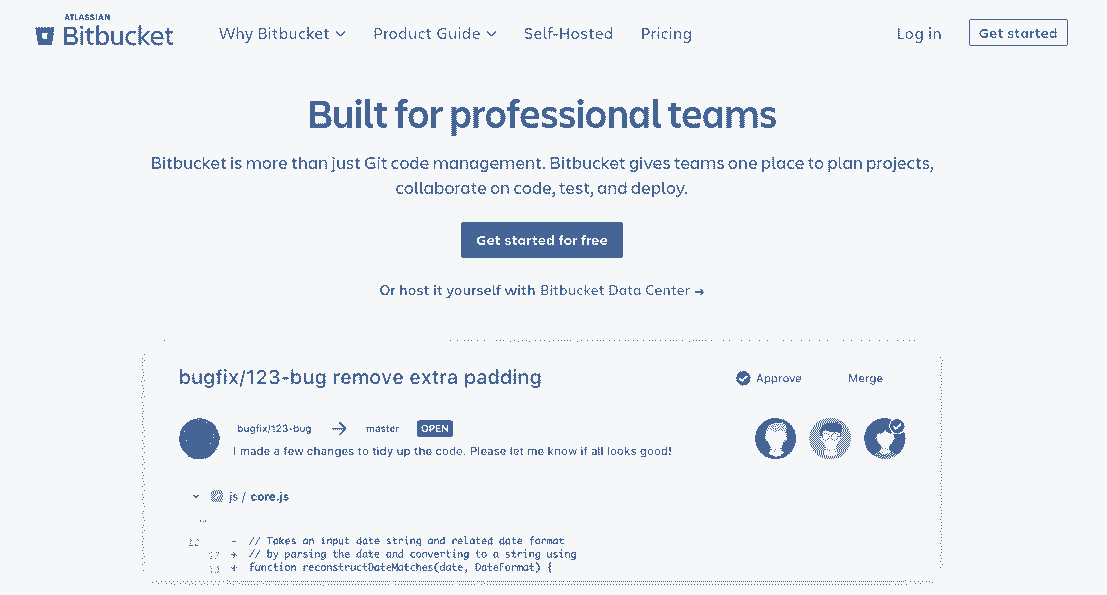 ATLASSIAN
Bitbucket
Why Bitbucket Product Guide Self-Hosted Pricing Log in Get started
Built for professional teams
Bitbucket is more than just Git code management. Bitbucket gives teams one place to plan projects,
collaborate on code, test, and deploy.
Get started for free
Or host it yourself with Bitbucket Data Center →
bugfix/123-bug remove extra padding
Approve Merge
bugfix/123-bug → master OPEN
I made a few changes to tidy up the code. Please let me know if all looks good!
js / core.js
...
- // Takes an input date string and related date format
+ // by parsing the date and converting to a string using
+ function reconstructDateMatches(date, DateFormat) {